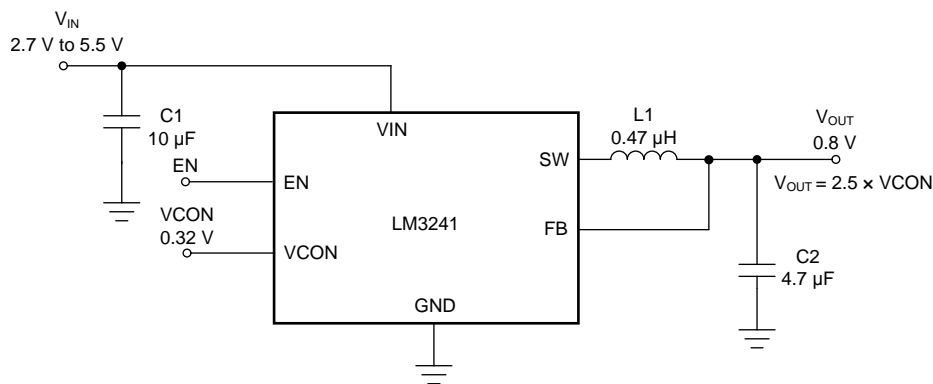 VIN
2.7 V to 5.5 V
C1
10 µF
EN
VCON
0.32 V
VIN
EN
VCON
LM3241
SW
FB
GND
L1
0.47 µH
VOUT
0.8 V
VOUT = 2.5 × VCON
C2
4.7 µF